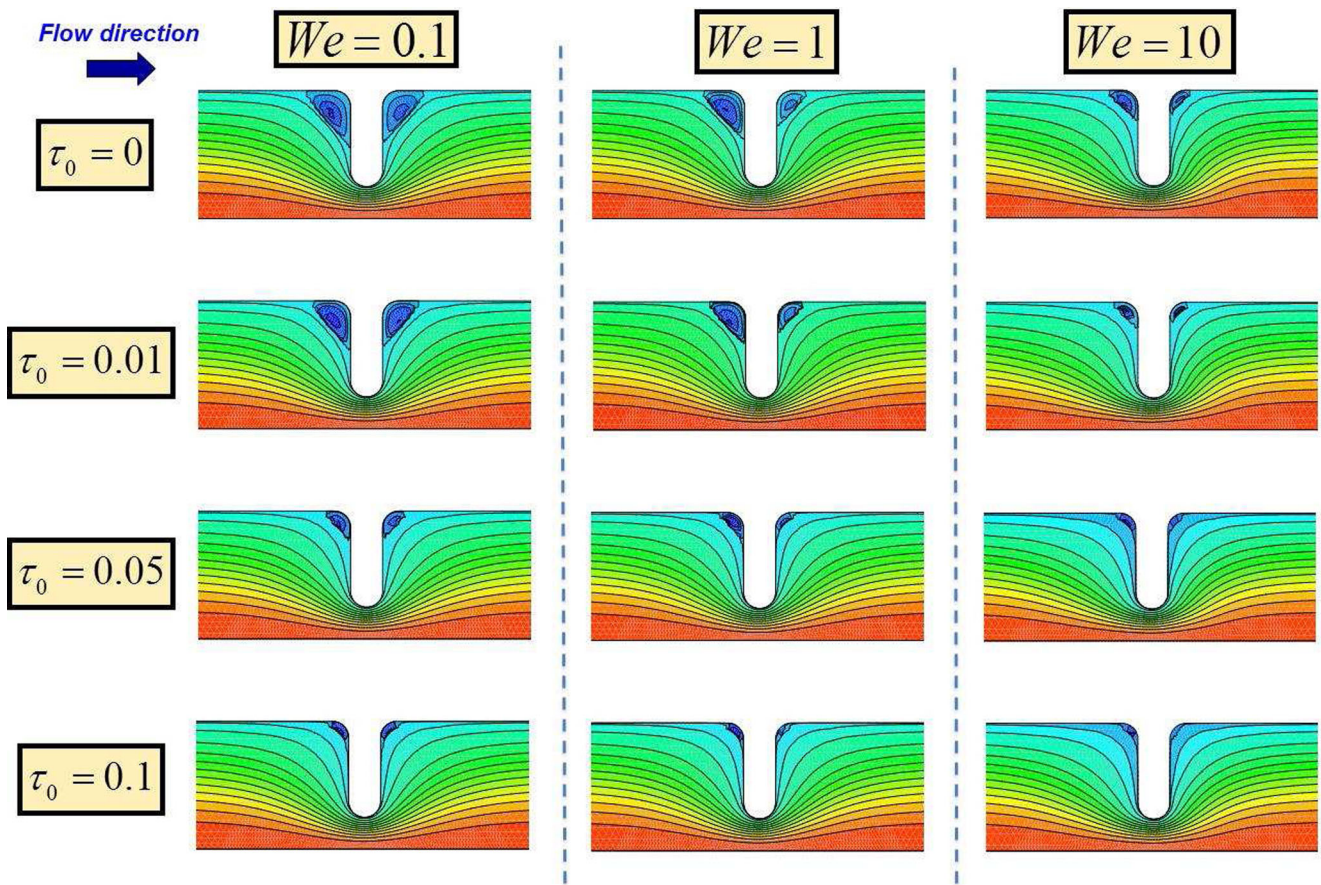 Flow direction
We = 0.1
We = 1
We = 10
τ₀ = 0
τ₀ = 0.01
τ₀ = 0.05
τ₀ = 0.1